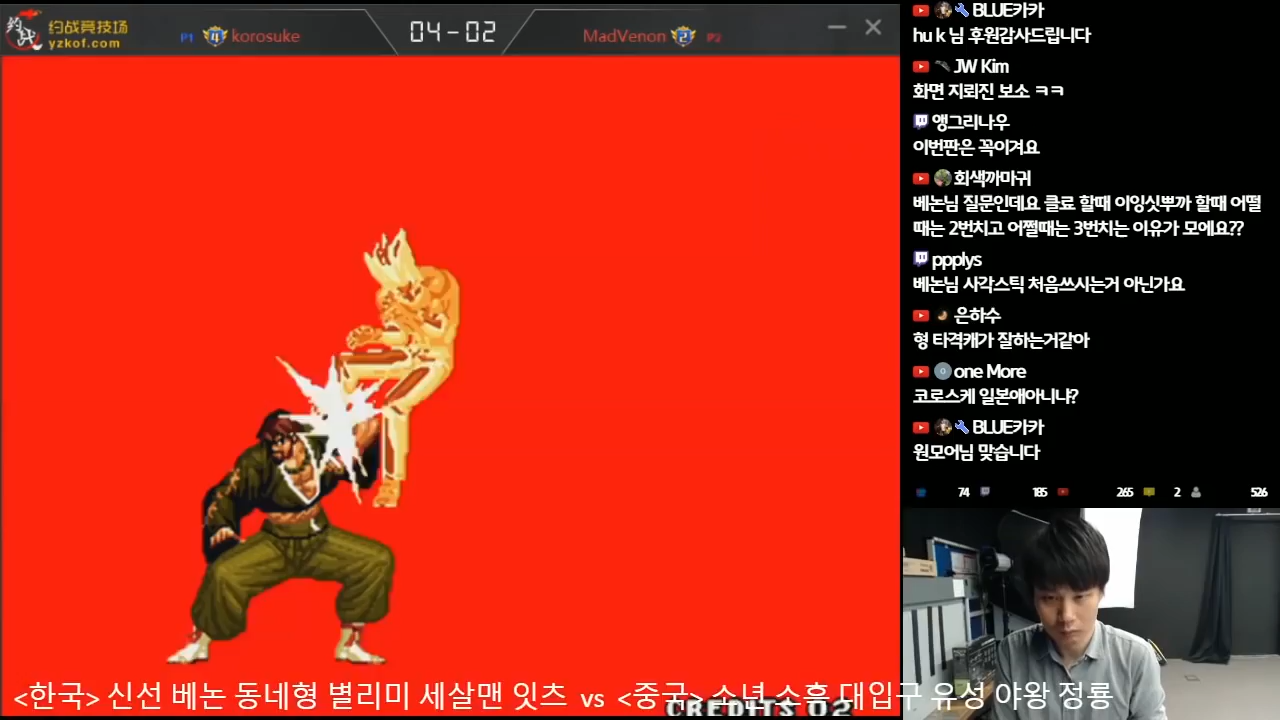 约战 约战竞技场
yzkof.com
P1 4 korosuke
04-02
MadVenon 2 P2
BLUE카카
hu k 님 후원감사드립니다
JW Kim
화면 지뢰진 보소 ㅋㅋ
앵그리나우
이번판은 꼭이겨요
회색까마귀
베논님 질문인데요 클료 할때 이잉싯뿌까 할때 어떨
때는 2번치고 어쩔때는 3번치는 이유가 모에요??
ppplys
베논님 사각스틱 처음쓰시는거 아닌가요
은하수
형 타격캐가 잘하는거같아
one More
코로스케 일본애아니냐?
BLUE카카
원모어님 맞습니다
74 185 265 2 526
<한국> 신선 베논 동네형 별리미 세살맨 잇츠 vs <중국> 소년 소후 대입구 유성 야왕 정룡
CREDITS 02